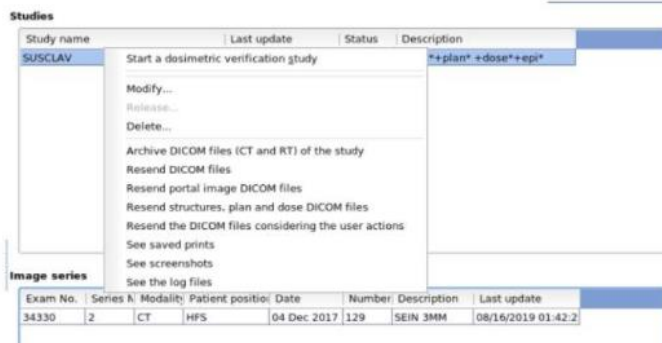 Studies
Study name Last update Status Description
SUSCLAV *+plan* +dose*+epi*
Start a dosimetric verification study
Modify...
Release...
Delete...
Archive DICOM files (CT and RT) of the study
Resend DICOM files
Resend portal image DICOM files
Resend structures, plan and dose DICOM files
Resend the DICOM files considering the user actions
See saved prints
See screenshots
See the log files
Image series
Exam No. Series N Modality Patient position Date Number Description Last update
34330 2 CT HFS 04 Dec 2017 129 SEIN 3MM 08/16/2019 01:42:2